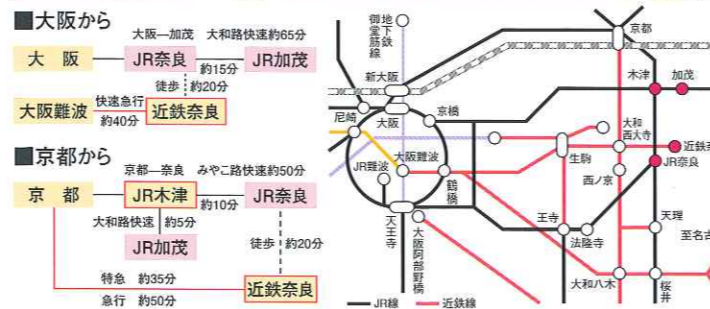 ■大阪から
大阪―加茂　大和路快速約65分
大阪　JR奈良　約15分　JR加茂
徒歩　約20分
大阪難波　快速急行　約40分　近鉄奈良
■京都から
京都―奈良　みやこ路快速約50分
京都　JR木津　約10分　JR奈良
大和路快速　約5分
JR加茂
徒歩　約20分
特急　約35分
急行　約50分
近鉄奈良
地下鉄
御堂筋線
京都
新大阪
木津
加茂
尼崎
大阪
京橋
大和
西大寺
近鉄奈
生駒
JR難波
大阪難波
鶴橋
西ノ京
JR奈良
天王寺
大阪阿部野橋
王寺
法隆寺
天理
至名古
大和八木
桜井
JR線
近鉄線